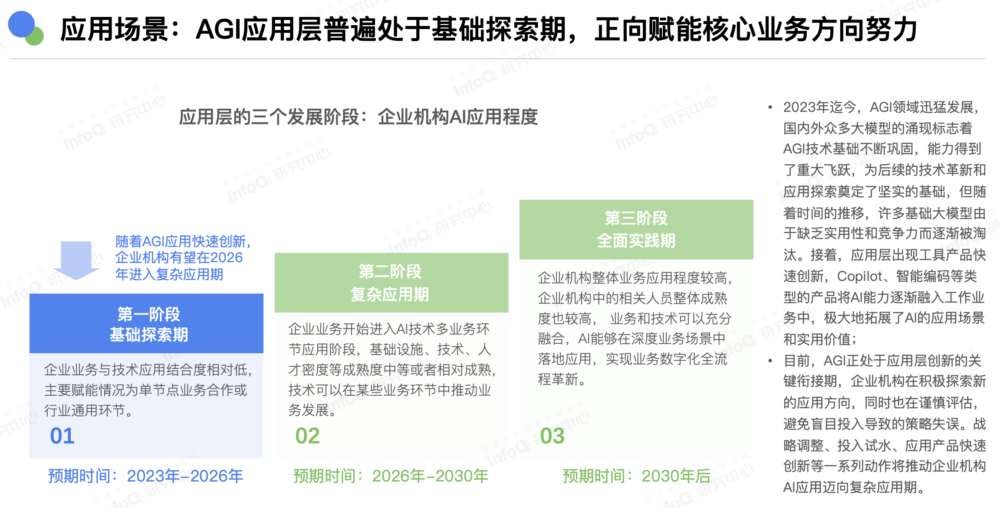 应用场景：AGI应用层普遍处于基础探索期，正向赋能核心业务方向努力
应用层的三个发展阶段：企业机构AI应用程度
随着AGI应用快速创新，
企业机构有望在2026
年进入复杂应用期
第一阶段
基础探索期
企业业务与技术应用结合度相对低，
主要赋能情况为单节点业务合作或
行业通用环节。
01
预期时间：2023年–2026年
第二阶段
复杂应用期
企业业务开始进入AI技术多业务环
节应用阶段，基础设施、技术、人
才密度等成熟度中等或者相对成熟，
技术可以在某些业务环节中推动业
务发展。
02
预期时间：2026年–2030年
第三阶段
全面实践期
企业机构整体业务应用程度较高，
企业机构中的相关人员整体成熟
度也较高， 业务和技术可以充分
融合，AI能够在深度业务场景中
落地应用，实现业务数字化全流
程革新。
03
预期时间：2030年后
• 2023年迄今，AGI领域迅猛发展，
国内外众多大模型的涌现标志着
AGI技术基础不断巩固，能力得到
了重大飞跃，为后续的技术革新和
应用探索奠定了坚实的基础，但随
着时间的推移，许多基础大模型由
于缺乏实用性和竞争力而逐渐被淘
汰。接着，应用层出现工具产品快
速创新，Copilot、智能编码等类
型的产品将AI能力逐渐融入工作业
务中，极大地拓展了AI的应用场景
和实用价值；
• 目前，AGI正处于应用层创新的关
键衔接期，企业机构在积极探索新
的应用方向，同时也在谨慎评估，
避免盲目投入导致的策略失误。战
略调整、投入试水、应用产品快速
创新等一系列动作将推动企业机构
AI应用迈向复杂应用期。
极客邦科技双数研究院
InfoQ 研究中心